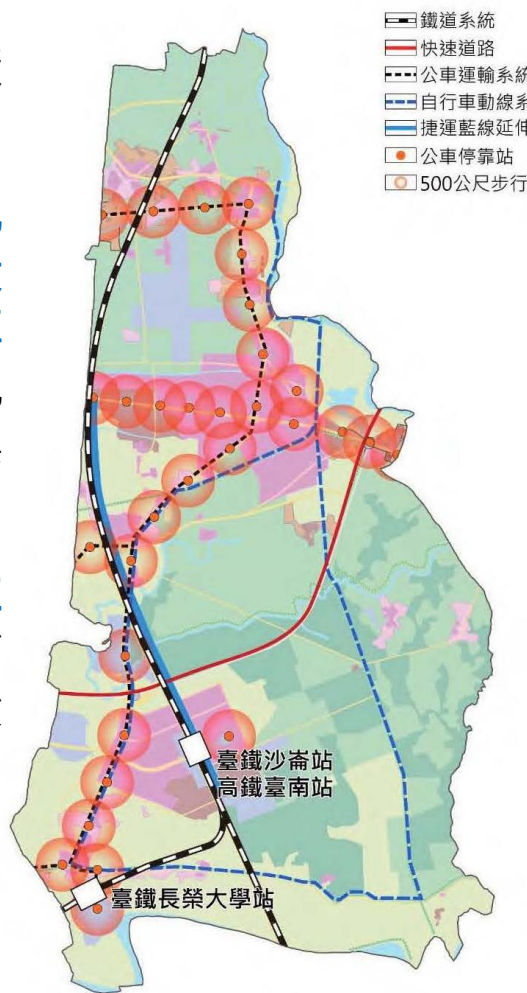 鐵道系統
快速道路
公車運輸系統
自行車動線系
捷運藍線延伸
公車停靠站
500公尺步行
臺鐵沙崙站
高鐵臺南站
臺鐵長榮大學站